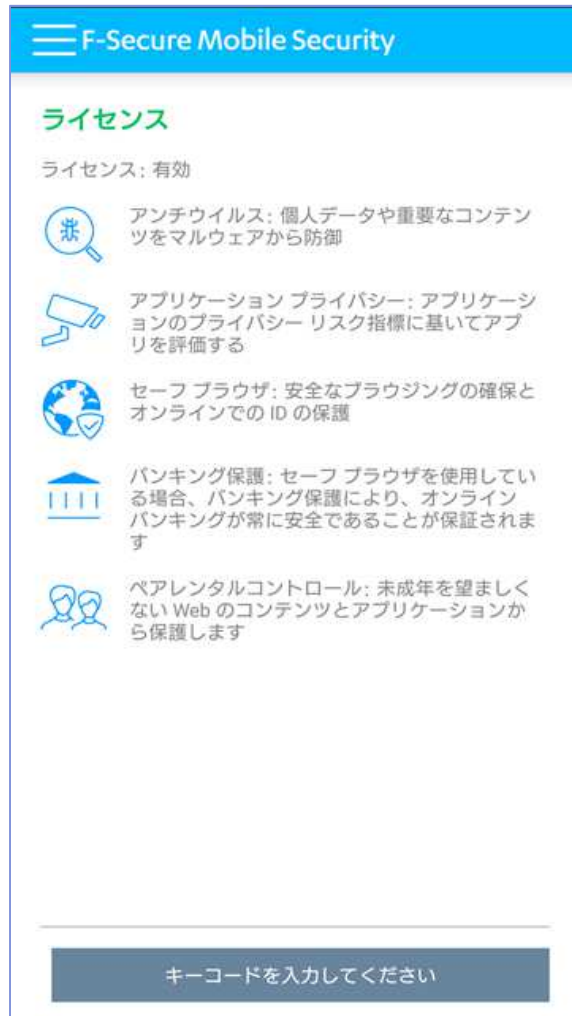 F-Secure Mobile Security
ライセンス
ライセンス: 有効
アンチウイルス: 個人データや重要なコンテン
ツをマルウェアから防御
アプリケーション プライバシー: アプリケーシ
ョンのプライバシー リスク指標に基いてアプ
リを評価する
セーフ ブラウザ: 安全なブラウジングの確保と
オンラインでの ID の保護
バンキング保護: セーフ ブラウザを使用してい
る場合、バンキング保護により、オンライン
バンキングが常に安全であることが保証されま
す
ペアレンタルコントロール: 未成年を望ましく
ない Web のコンテンツとアプリケーションか
ら保護します
キーコードを入力してください